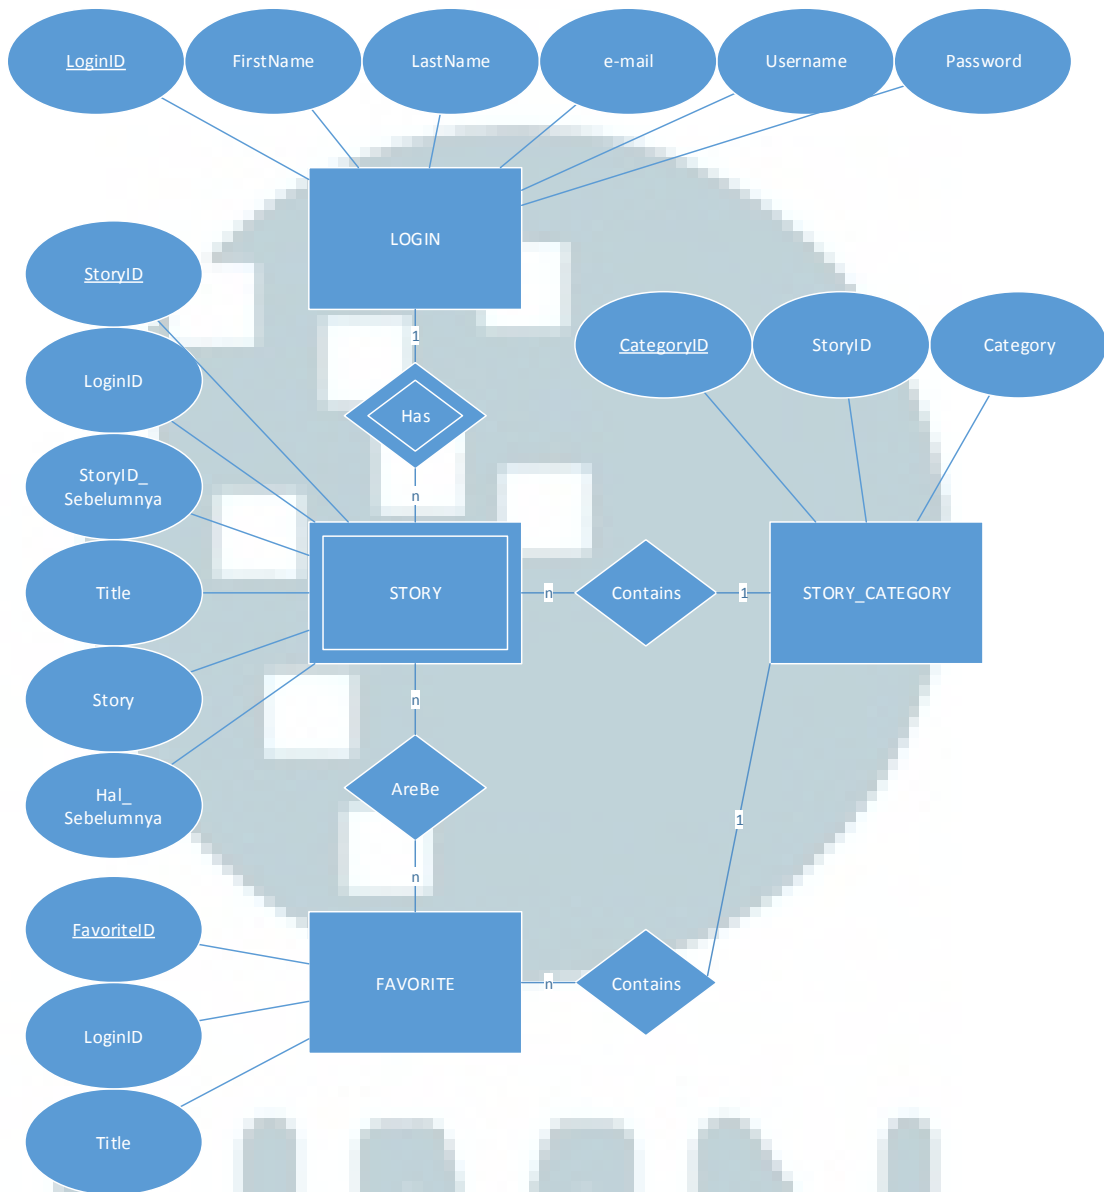 LoginID
FirstName
LastName
e-mail
Username
Password
LOGIN
StoryID
1
CategoryID
StoryID
Category
LoginID
Has
StoryID_
Sebelumnya
n
Title
STORY
n
Contains
1
STORY_CATEGORY
Story
n
Hal_
Sebelumnya
AreBe
1
n
FavoriteID
FAVORITE
n
Contains
LoginID
Title